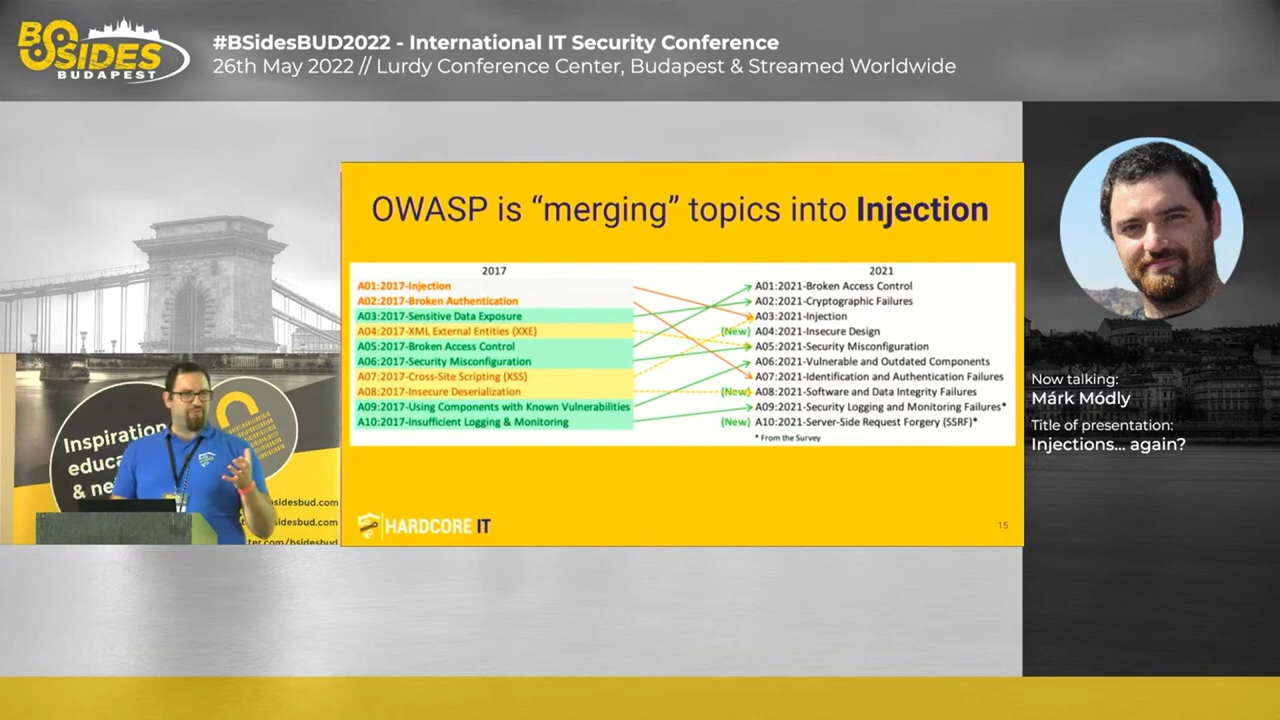 BSIDES
BUDAPEST
#BSidesBUD2022 - International IT Security Conference
26th May 2022 // Lurdy Conference Center, Budapest & Streamed Worldwide
OWASP is “merging” topics into Injection
2017
A01:2017-Injection
A02:2017-Broken Authentication
A03:2017-Sensitive Data Exposure
A04:2017-XML External Entities (XXE)
A05:2017-Broken Access Control
A06:2017-Security Misconfiguration
A07:2017-Cross-Site Scripting (XSS)
A08:2017-Insecure Deserialization
A09:2017-Using Components with Known Vulnerabilities
A10:2017-Insufficient Logging & Monitoring
2021
A01:2021-Broken Access Control
A02:2021-Cryptographic Failures
A03:2021-Injection
(New) A04:2021-Insecure Design
A05:2021-Security Misconfiguration
A06:2021-Vulnerable and Outdated Components
A07:2021-Identification and Authentication Failures
(New) A08:2021-Software and Data Integrity Failures
A09:2021-Security Logging and Monitoring Failures*
(New) A10:2021-Server-Side Request Forgery (SSRF)*
* From the Survey
HARDCORE IT
15
Inspiration
educa
& ne
bsidesbud.com
sidesbud.com
ter.com/bsidesbud
Now talking:
Márk Módly
Title of presentation:
Injections... again?